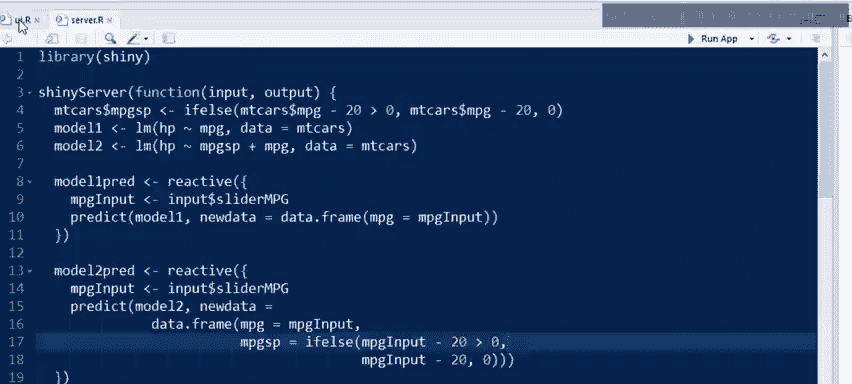 ui.R server.R
Run App
1 library(shiny)
2
3 shinyServer(function(input, output) {
4 mtcars$mpgsp <- ifelse(mtcars$mpg - 20 > 0, mtcars$mpg - 20, 0)
5 model1 <- lm(hp ~ mpg, data = mtcars)
6 model2 <- lm(hp ~ mpgsp + mpg, data = mtcars)
7
8 model1pred <- reactive({
9 mpgInput <- input$sliderMPG
10 predict(model1, newdata = data.frame(mpg = mpgInput))
11 })
12
13 model2pred <- reactive({
14 mpgInput <- input$sliderMPG
15 predict(model2, newdata =
16 data.frame(mpg = mpgInput,
17 mpgsp = ifelse(mpgInput - 20 > 0,
18 mpgInput - 20, 0)))
19 })